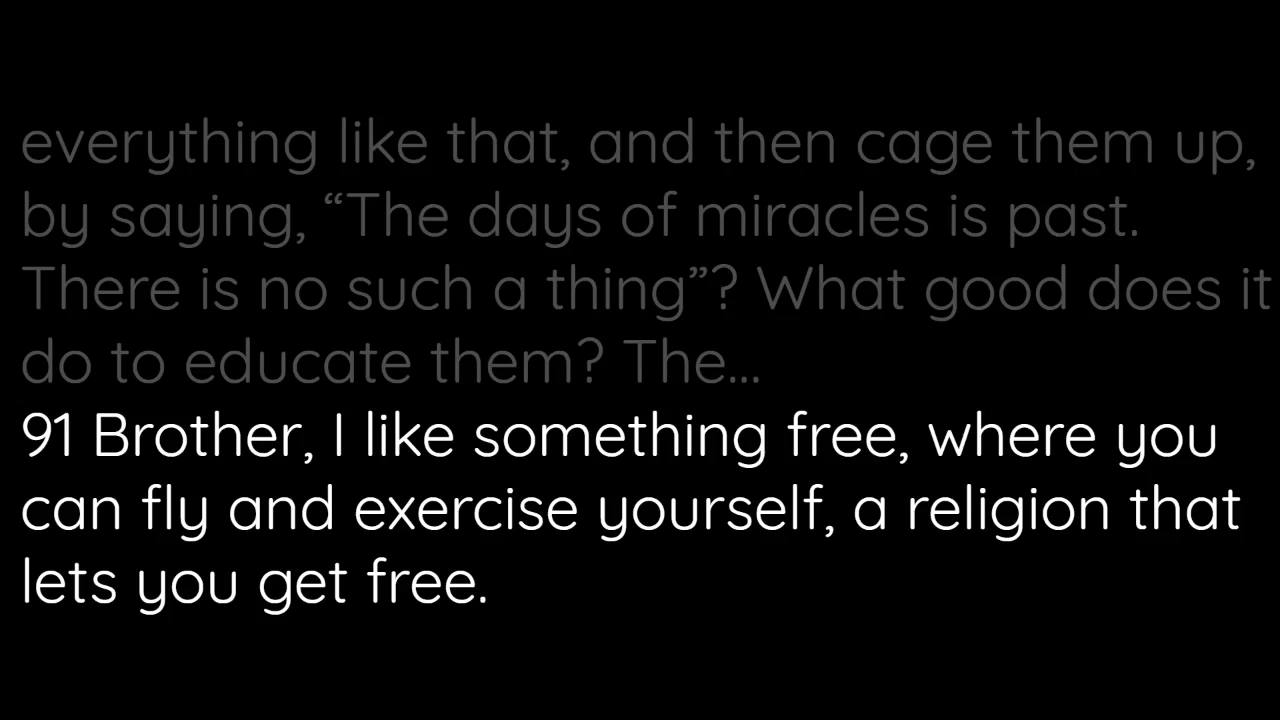 everything like that, and then cage them up,
by saying, “The days of miracles is past.
There is no such a thing”? What good does it
do to educate them? The...
91 Brother, I like something free, where you
can fly and exercise yourself, a religion that
lets you get free.